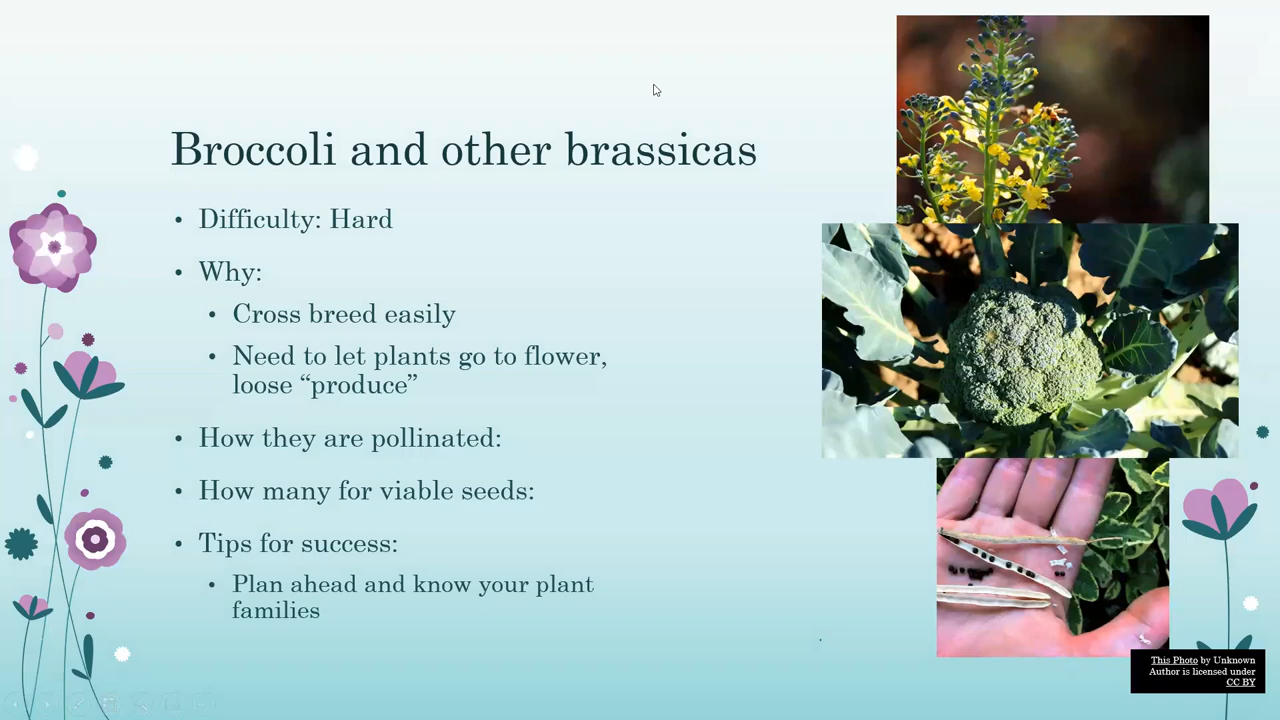 Broccoli and other brassicas
• Difficulty: Hard
• Why:
• Cross breed easily
• Need to let plants go to flower,
loose “produce”
• How they are pollinated:
• How many for viable seeds:
• Tips for success:
• Plan ahead and know your plant
families
This Photo by Unknown
Author is licensed under
CC BY